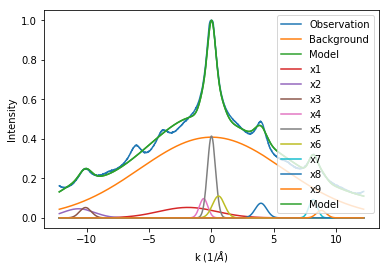 1.0
0.8
0.6
0.4
0.2
0.0
Intensity
−10
−5
0
5
10
k (1/Å)
Observation
Background
Model
x1
x2
x3
x4
x5
x6
x7
x8
x9
Model